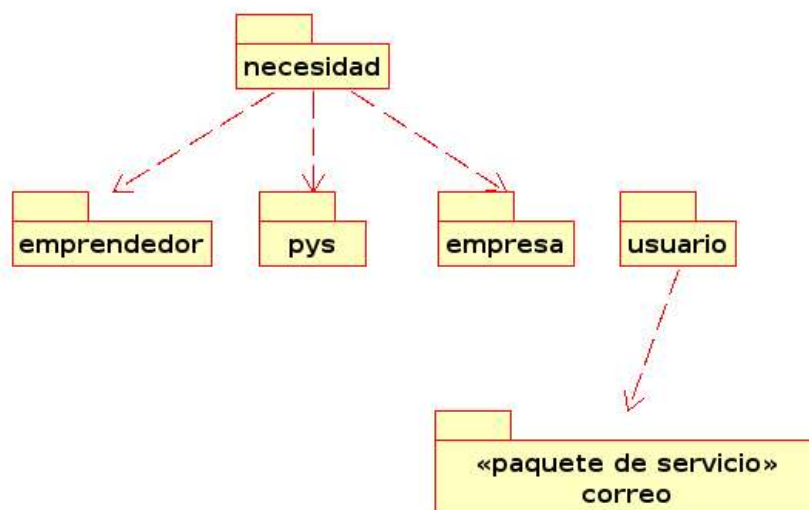 necesidad
emprendedor
pys
empresa
usuario
«paquete de servicio»
correo